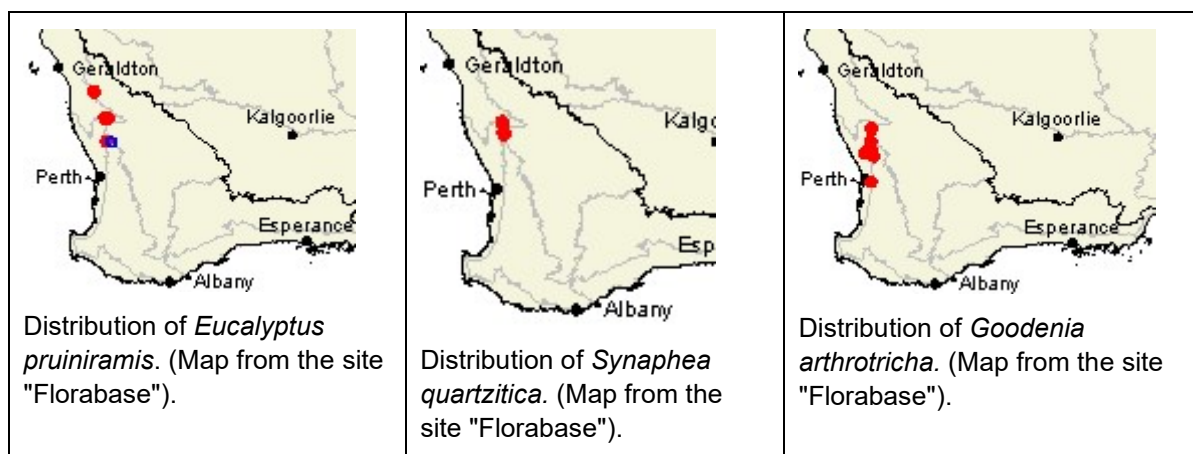 Geraldton
Kalgoorlie
Perth
Esperance
Albany
Distribution of Eucalyptus
pruiniramis. (Map from the site
"Florabase").
Geraldton
Kalgo
Perth
Esp
Albany
Distribution of Synaphea
quartzitica. (Map from the
site "Florabase").
Geraldton
Kalgoorlie
Perth
Esperance
Albany
Distribution of Goodenia
arthrotricha. (Map from the site
"Florabase").